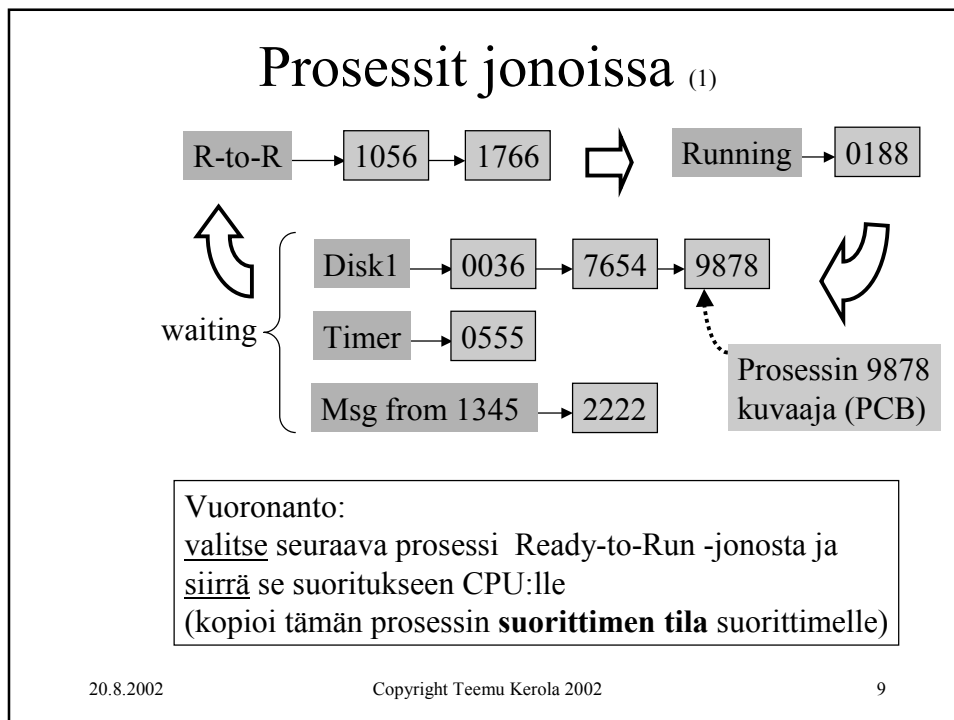 Prosessit jonoissa (1)
R-to-R 1056 1766 Running 0188
Disk1 0036 7654 9878
waiting
Timer 0555
Msg from 1345 2222
Prosessin 9878
kuvaaja (PCB)
Vuoronanto:
valitse seuraava prosessi Ready-to-Run -jonosta ja
siirrä se suoritukseen CPU:lle
(kopioi tämän prosessin suorittimen tila suorittimelle)
20.8.2002 Copyright Teemu Kerola 2002 9